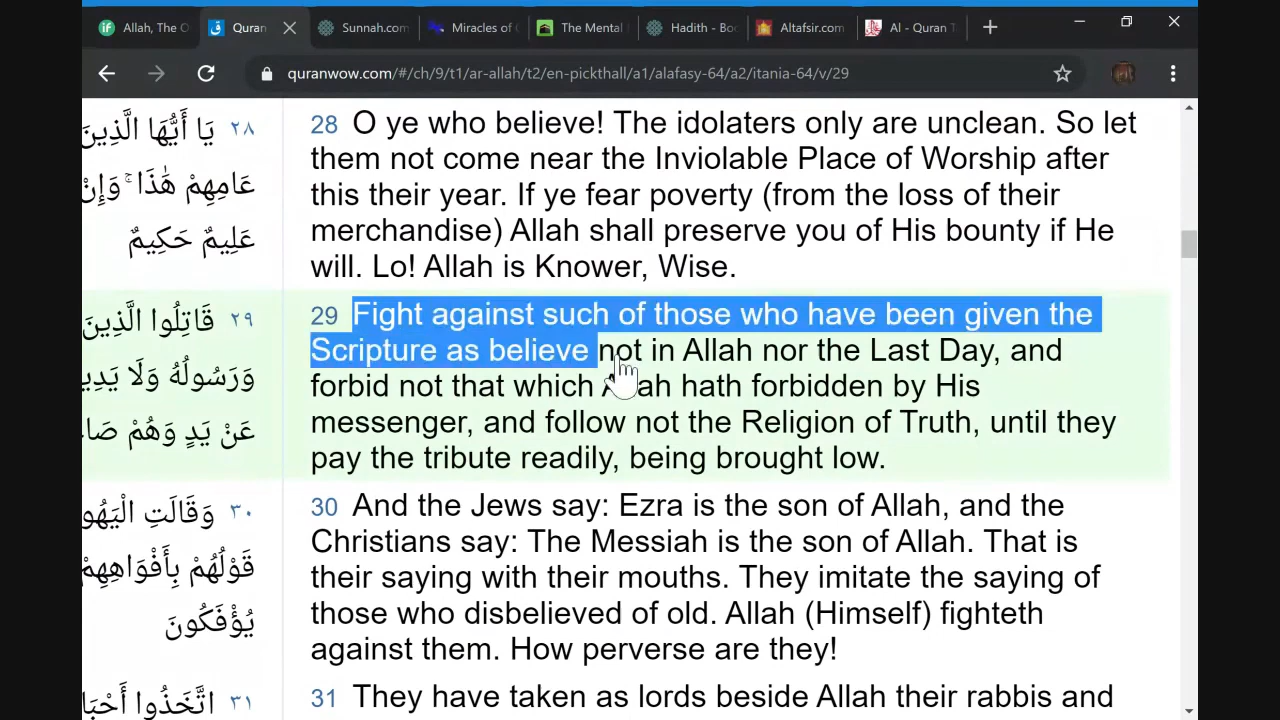 Allah, The O
Quran
Sunnah.com
Miracles of
The Mental
Hadith - Boo
Altafsir.com
Al - Quran T
quranwow.com/#/ch/9/t1/ar-allah/t2/en-pickthall/a1/alafasy-64/a2/itania-64/v/29
٢٨ يَا أَيُّهَا الَّذِينَ
عَامِهِمْ هَٰذَا ۚ وَإِنْ
عَلِيمٌ حَكِيمٌ
28 O ye who believe! The idolaters only are unclean. So let
them not come near the Inviolable Place of Worship after
this their year. If ye fear poverty (from the loss of their
merchandise) Allah shall preserve you of His bounty if He
will. Lo! Allah is Knower, Wise.
٢٩ قَاتِلُوا الَّذِينَ
وَرَسُولُهُ وَلَا يَدِي
عَنْ يَدٍ وَهُمْ صَا
29 Fight against such of those who have been given the
Scripture as believe not in Allah nor the Last Day, and
forbid not that which Allah hath forbidden by His
messenger, and follow not the Religion of Truth, until they
pay the tribute readily, being brought low.
٣٠ وَقَالَتِ الْيَهُو
قَوْلُهُمْ بِأَفْوَاهِهِمْ
يُؤْفَكُونَ
30 And the Jews say: Ezra is the son of Allah, and the
Christians say: The Messiah is the son of Allah. That is
their saying with their mouths. They imitate the saying of
those who disbelieved of old. Allah (Himself) fighteth
against them. How perverse are they!
٣١ اتَّخَذُوا أَحْبَا
31 They have taken as lords beside Allah their rabbis and